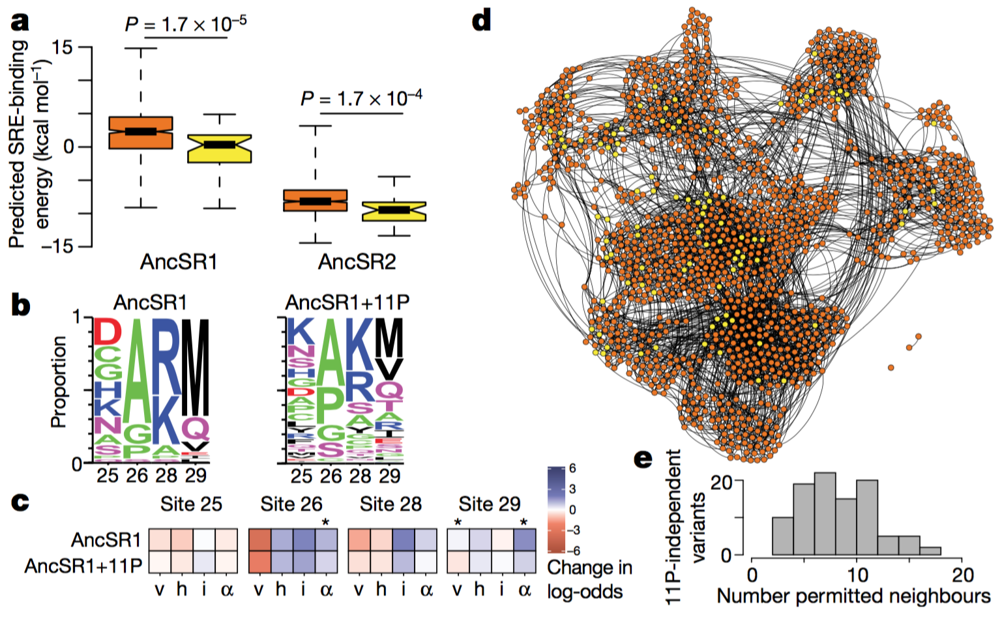 a
P = 1.7 × 10–5
15
0
–15
Predicted SRE-binding
energy (kcal mol–1)
P = 1.7 × 10–4
AncSR1
AncSR2
b
AncSR1
AncSR1+11P
1
0
Proportion
D
C
G
H
K
N
A
S
25
A
G
P
26
R
K
A
28
M
Q
29
K
N
S
H
G
D
A
P
C
25
A
P
G
S
26
K
R
S
A
28
M
V
Q
T
A
R
29
c
Site 25
Site 26
Site 28
Site 29
*
*
*
AncSR1
AncSR1+11P
v h i α
v h i α
v h i α
v h i α
6
3
0
–3
–6
Change in
log-odds
d
e
11P-independent
variants
20
0
0
10
20
Number permitted neighbours